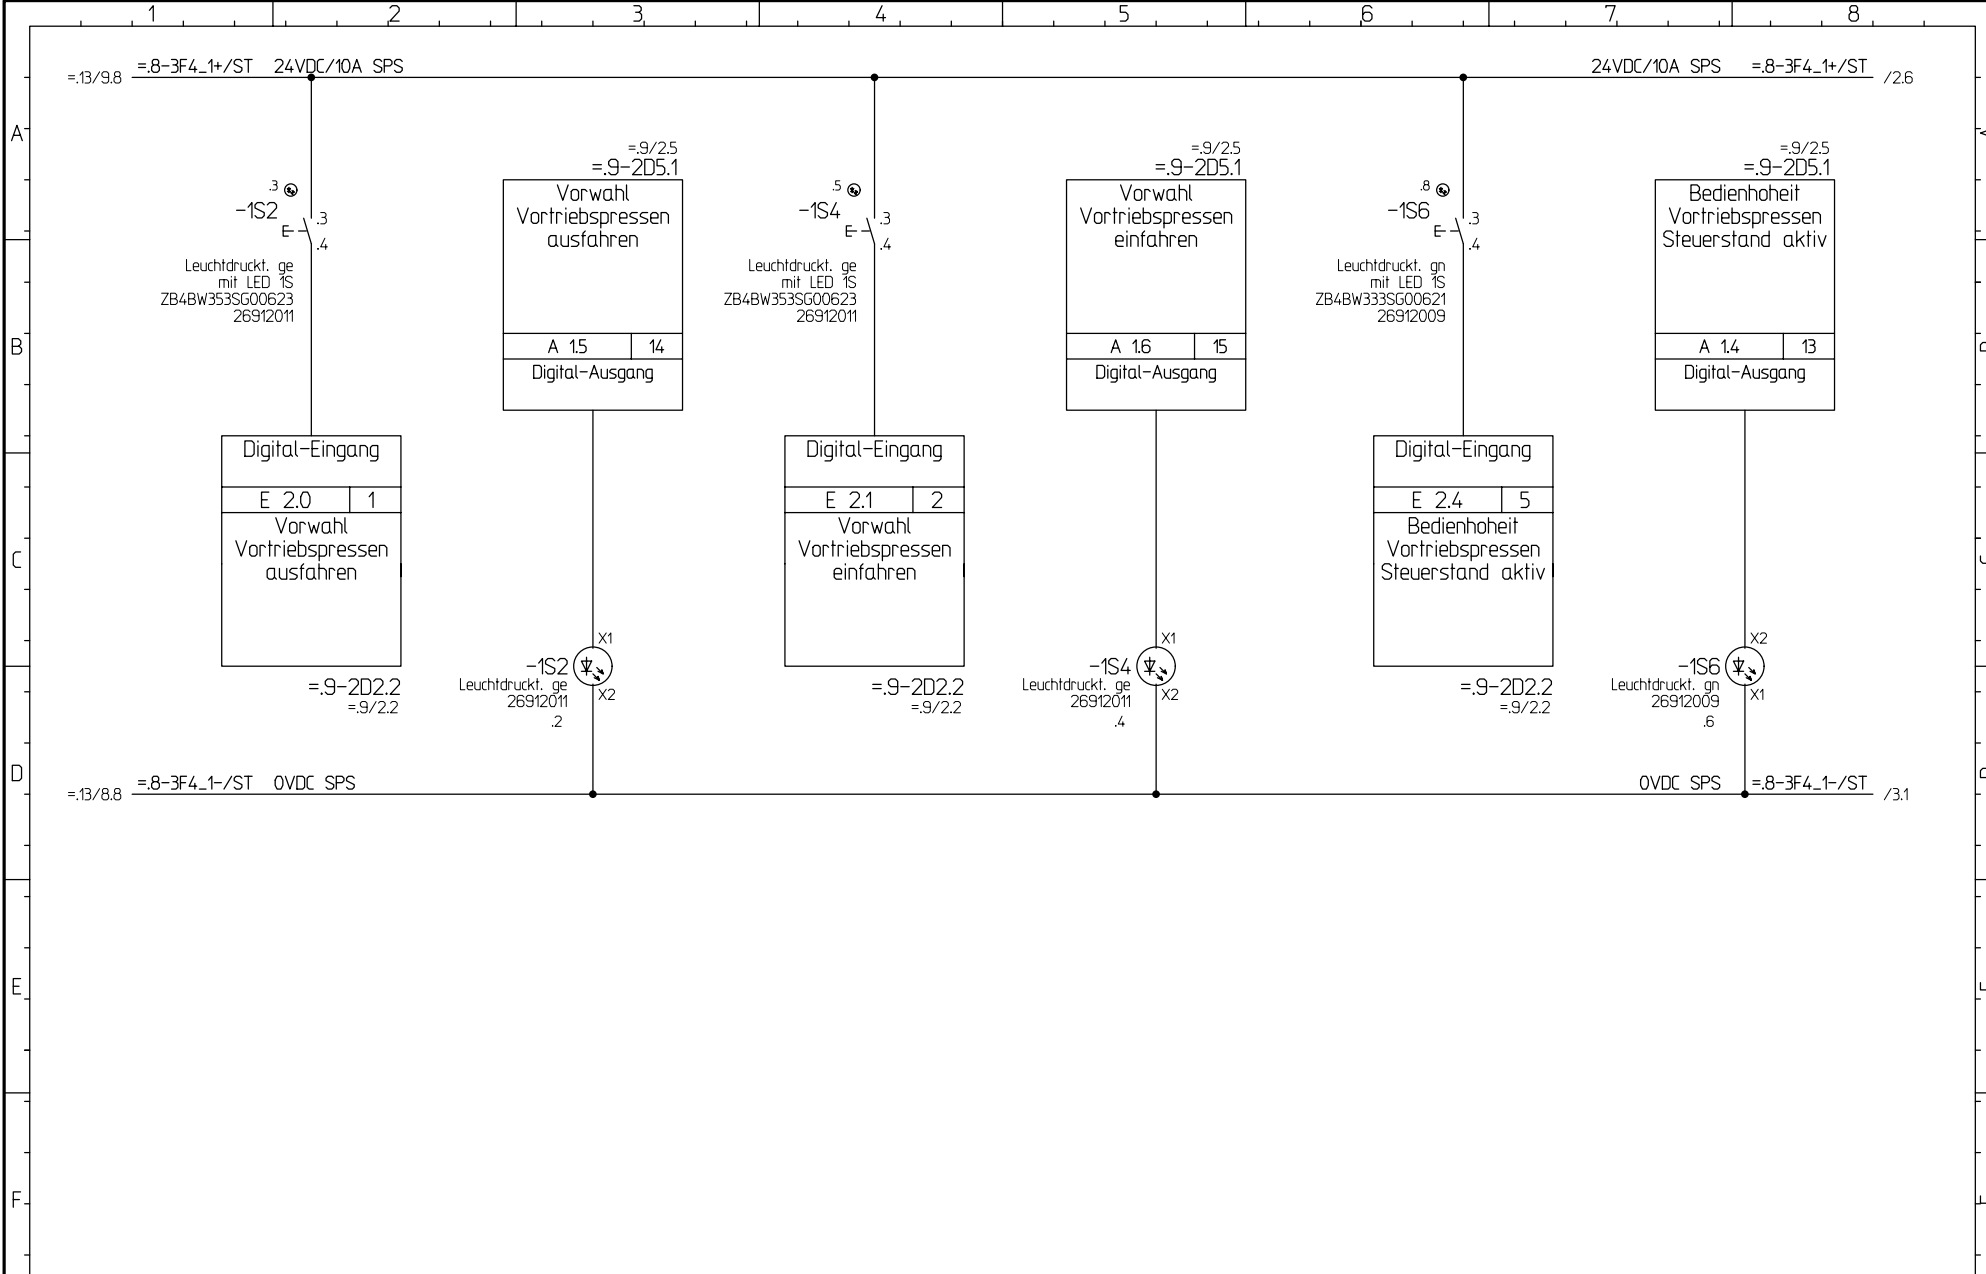 1 2 3 4 5 6 7 8
=.13/9.8 =.8-3F4_1+/ST 24VDC/10A SPS
24VDC/10A SPS =.8-3F4_1+/ST /2.6
A
B
C
D
E
F
.3
-1S2
.3
.4
Leuchtdruckt. ge
mit LED 1S
ZB4BW353SG00623
26912011
Digital-Eingang
E 2.0 1
Vorwahl
Vortriebspressen
ausfahren
=.9-2D2.2
=.9/2.2
=.9/2.5
=.9-2D5.1
Vorwahl
Vortriebspressen
ausfahren
A 1.5 14
Digital-Ausgang
X1
-1S2
Leuchtdruckt. ge
26912011
X2
.2
.5
-1S4
.3
.4
Leuchtdruckt. ge
mit LED 1S
ZB4BW353SG00623
26912011
Digital-Eingang
E 2.1 2
Vorwahl
Vortriebspressen
einfahren
=.9-2D2.2
=.9/2.2
=.9/2.5
=.9-2D5.1
Vorwahl
Vortriebspressen
einfahren
A 1.6 15
Digital-Ausgang
X1
-1S4
Leuchtdruckt. ge
26912011
X2
.4
.8
-1S6
.3
.4
Leuchtdruckt. gn
mit LED 1S
ZB4BW333SG00621
26912009
Digital-Eingang
E 2.4 5
Bedienhoheit
Vortriebspressen
Steuerstand aktiv
=.9-2D2.2
=.9/2.2
=.9/2.5
=.9-2D5.1
Bedienhoheit
Vortriebspressen
Steuerstand aktiv
A 1.4 13
Digital-Ausgang
X2
-1S6
Leuchtdruckt. gn
26912009
X1
.6
=.13/8.8 =.8-3F4_1-/ST 0VDC SPS
0VDC SPS =.8-3F4_1-/ST /3.1